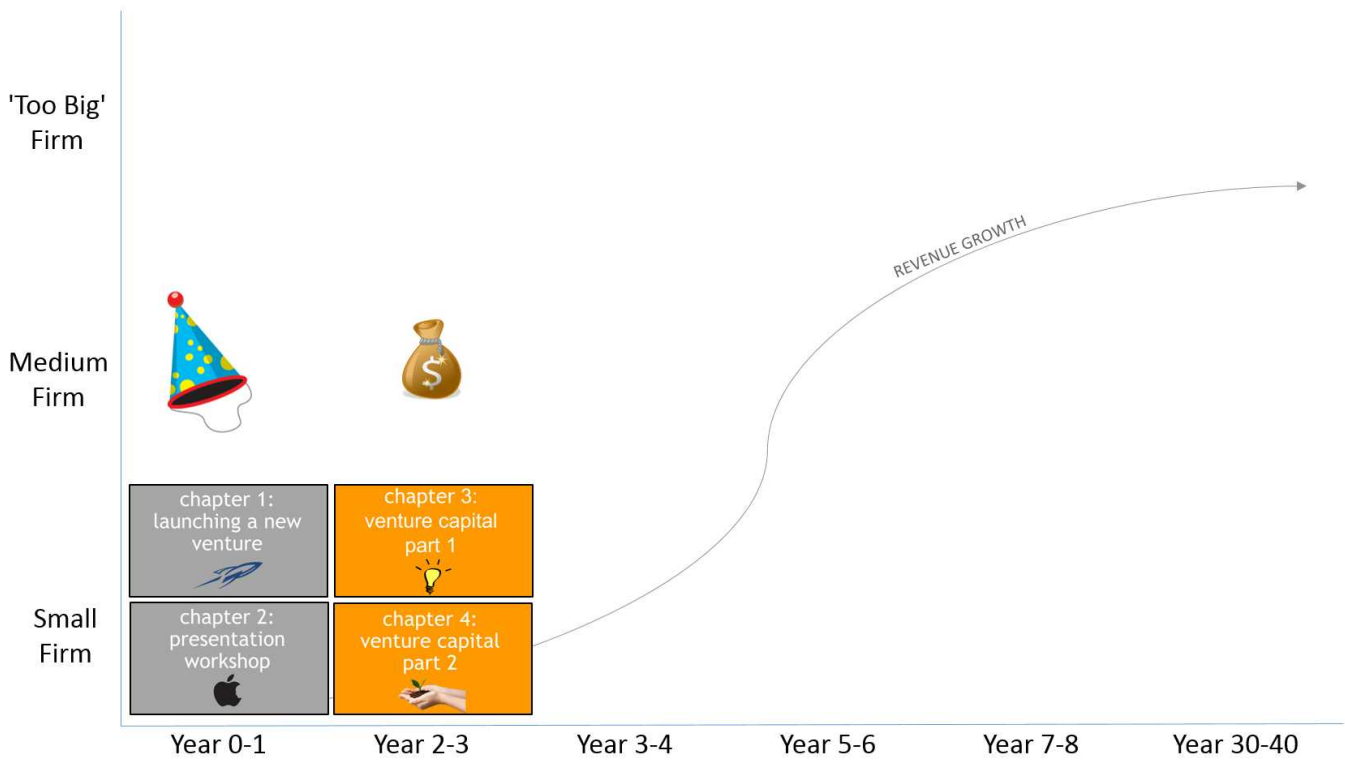 'Too Big'
Firm
REVENUE GROWTH
$
Medium
Firm
chapter 1:
launching a new
venture
chapter 3:
venture capital
part 1
Small
Firm
chapter 2:
presentation
workshop
chapter 4:
venture capital
part 2
Year 0-1
Year 2-3
Year 3-4
Year 5-6
Year 7-8
Year 30-40